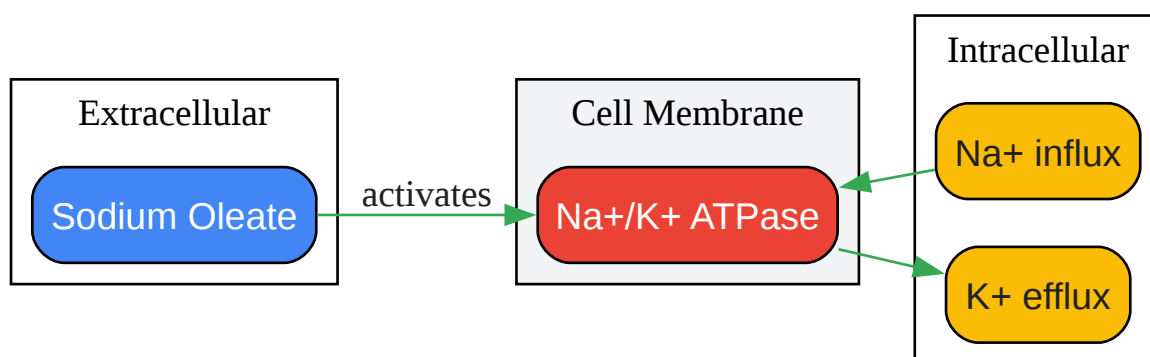 Extracellular
Sodium Oleate
activates
Cell Membrane
Na+/K+ ATPase
Intracellular
Na+ influx
K+ efflux